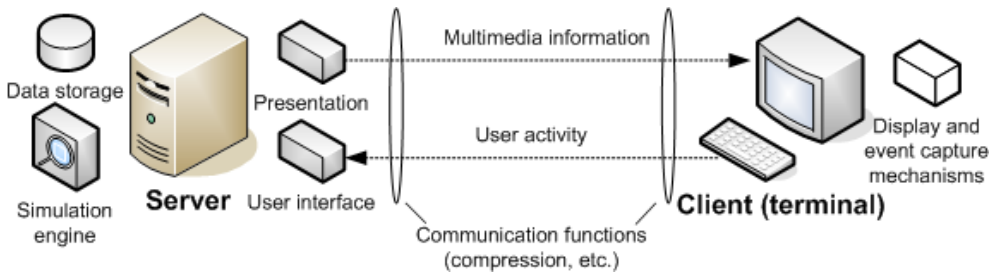 Data storage
Simulation
engine
Server
Presentation
User interface
Multimedia information
User activity
Communication functions
(compression, etc.)
Client (terminal)
Display and
event capture
mechanisms